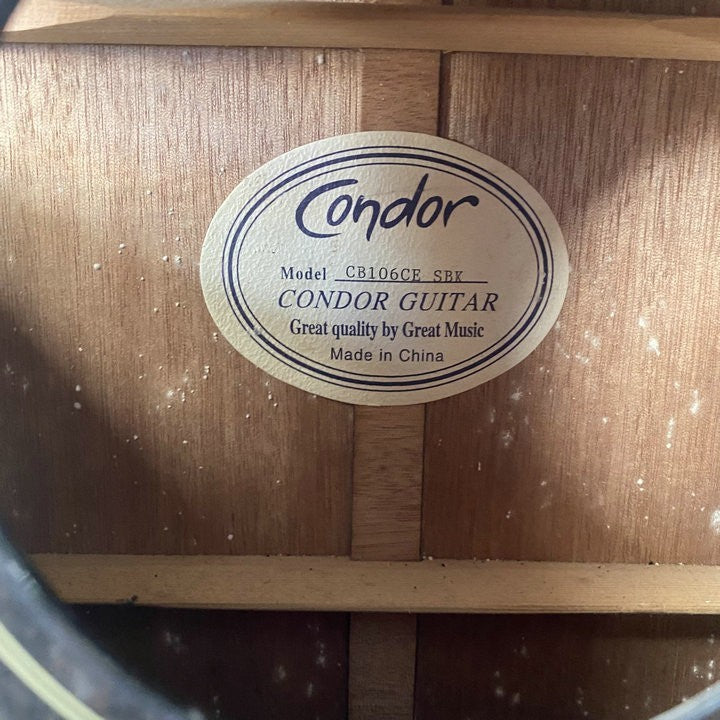 Condor
Model CB106CE SBK
CONDOR GUITAR
Great quality by Great Music
Made in China